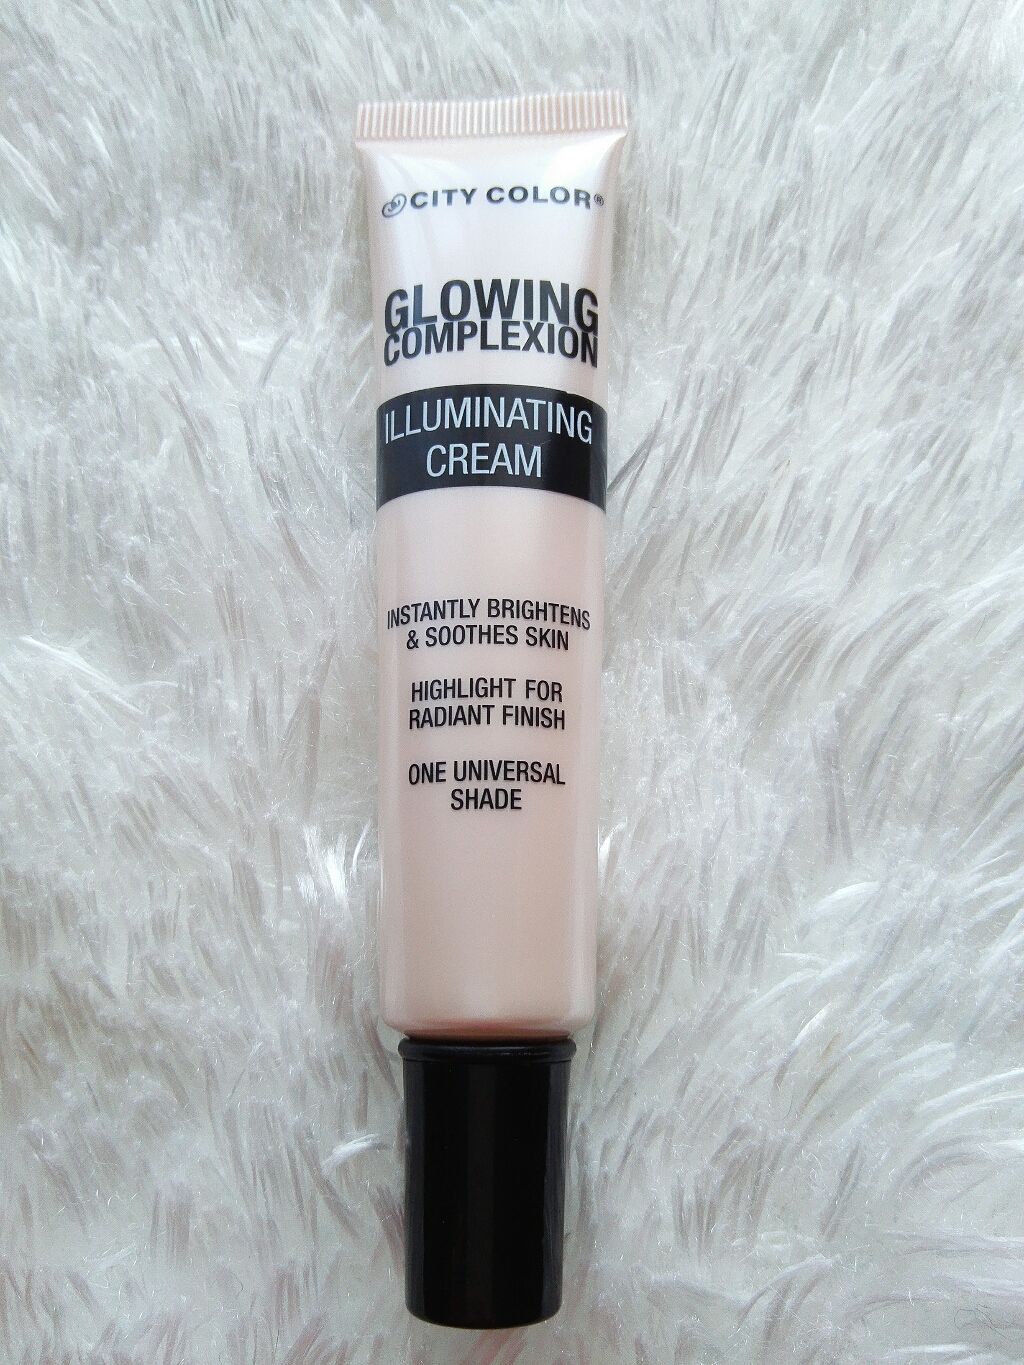 CITY COLOR®
GLOWING
COMPLEXION
ILLUMINATING
CREAM
INSTANTLY BRIGHTENS
& SOOTHES SKIN
HIGHLIGHT FOR
RADIANT FINISH
ONE UNIVERSAL
SHADE